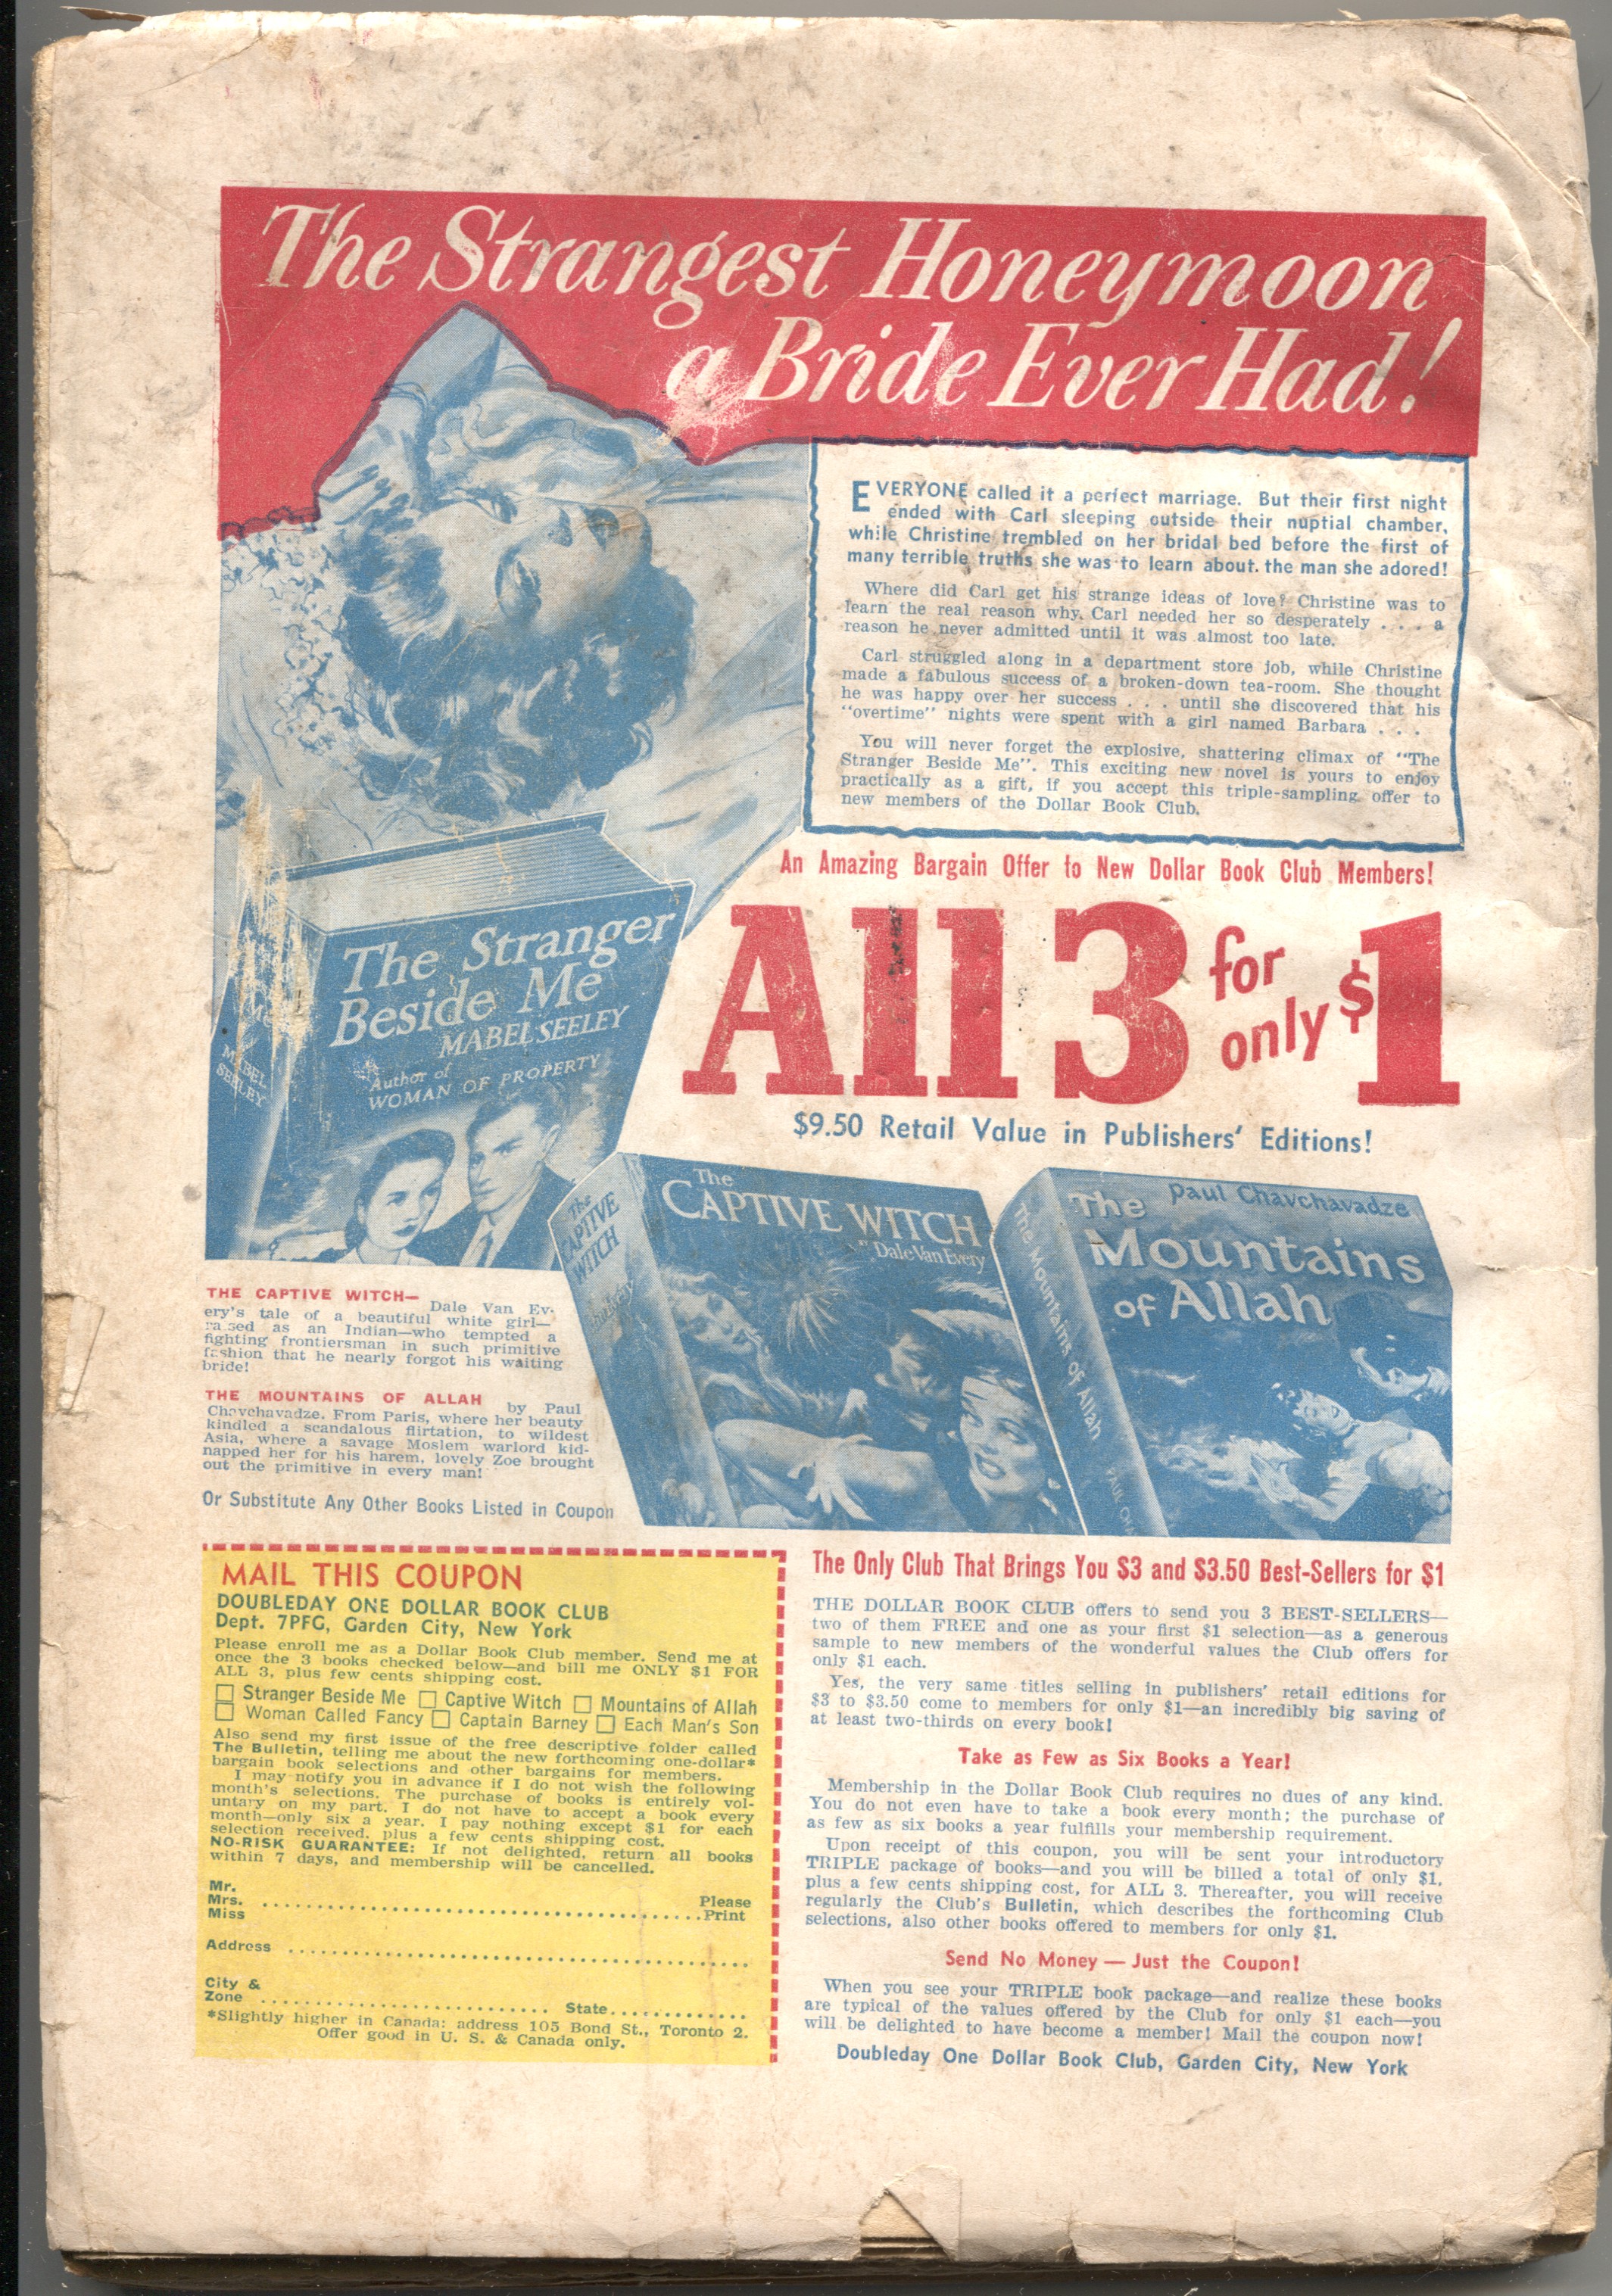 The Strangest Honeymoon
a Bride Ever Had!
EVERYONE called it a perfect marriage. But their first night
ended with Carl sleeping outside their nuptial chamber,
while Christine trembled on her bridal bed before the first of
many terrible truths she was to learn about the man she adored!
Where did Carl get his strange ideas of love? Christine was to
learn the real reason why Carl needed her so desperately . . . a
reason he never admitted until it was almost too late.
Carl struggled along in a department store job, while Christine
made a fabulous success of a broken-down tea-room. She thought
he was happy over her success . . . until she discovered that his
"overtime" nights were spent with a girl named Barbara . . .
You will never forget the explosive, shattering climax of "The
Stranger Beside Me". This exciting new novel is yours to enjoy
practically as a gift, if you accept this triple-sampling offer to
new members of the Dollar Book Club.
An Amazing Bargain Offer to New Dollar Book Club Members!
All 3 for only $1
$9.50 Retail Value in Publishers' Editions!
The Stranger
Beside Me
MABEL SEELEY
Author of
WOMAN OF PROPERTY
Me
MABEL
SEELEY
The
CAPTIVE WITCH
Dale Van Every
The
CAPTIVE
WITCH
Paul Chavchavadze
The
Mountains
of Allah
The Mountains of Allah
PAUL CHA
THE CAPTIVE WITCH—
Dale Van Ev-
ery's tale of a beautiful white girl—
raised as an Indian—who tempted a
fighting frontiersman in such primitive
fashion that he nearly forgot his waiting
bride!
THE MOUNTAINS OF ALLAH by Paul
Chavchavadze. From Paris, where her beauty
kindled a scandalous flirtation, to wildest
Asia, where a savage Moslem warlord kid-
napped her for his harem, lovely Zoe brought
out the primitive in every man!
Or Substitute Any Other Books Listed in Coupon
MAIL THIS COUPON
DOUBLEDAY ONE DOLLAR BOOK CLUB
Dept. 7PFG, Garden City, New York
Please enroll me as a Dollar Book Club member. Send me at
once the 3 books checked below—and bill me ONLY $1 FOR
ALL 3, plus few cents shipping cost.
☐ Stranger Beside Me ☐ Captive Witch ☐ Mountains of Allah
☐ Woman Called Fancy ☐ Captain Barney ☐ Each Man's Son
Also send my first issue of the free descriptive folder called
The Bulletin, telling me about the new forthcoming one-dollar*
bargain book selections and other bargains for members.
I may notify you in advance if I do not wish the following
month's selections. The purchase of books is entirely vol-
untary on my part. I do not have to accept a book every
month—only six a year. I pay nothing except $1 for each
selection received, plus a few cents shipping cost.
NO-RISK GUARANTEE: If not delighted, return all books
within 7 days, and membership will be cancelled.
Mr.
Mrs. Please
Miss Print
Address
City &
Zone State
*Slightly higher in Canada: address 105 Bond St., Toronto 2.
Offer good in U. S. & Canada only.
The Only Club That Brings You $3 and $3.50 Best-Sellers for $1
THE DOLLAR BOOK CLUB offers to send you 3 BEST-SELLERS—
two of them FREE and one as your first $1 selection—as a generous
sample to new members of the wonderful values the Club offers for
only $1 each.
Yes, the very same titles selling in publishers' retail editions for
$3 to $3.50 come to members for only $1—an incredibly big saving of
at least two-thirds on every book!
Take as Few as Six Books a Year!
Membership in the Dollar Book Club requires no dues of any kind.
You do not even have to take a book every month; the purchase of
as few as six books a year fulfills your membership requirement.
Upon receipt of this coupon, you will be sent your introductory
TRIPLE package of books—and you will be billed a total of only $1,
plus a few cents shipping cost, for ALL 3. Thereafter, you will receive
regularly the Club's Bulletin, which describes the forthcoming Club
selections, also other books offered to members for only $1.
Send No Money — Just the Coupon!
When you see your TRIPLE book package—and realize these books
are typical of the values offered by the Club for only $1 each—you
will be delighted to have become a member! Mail the coupon now!
Doubleday One Dollar Book Club, Garden City, New York